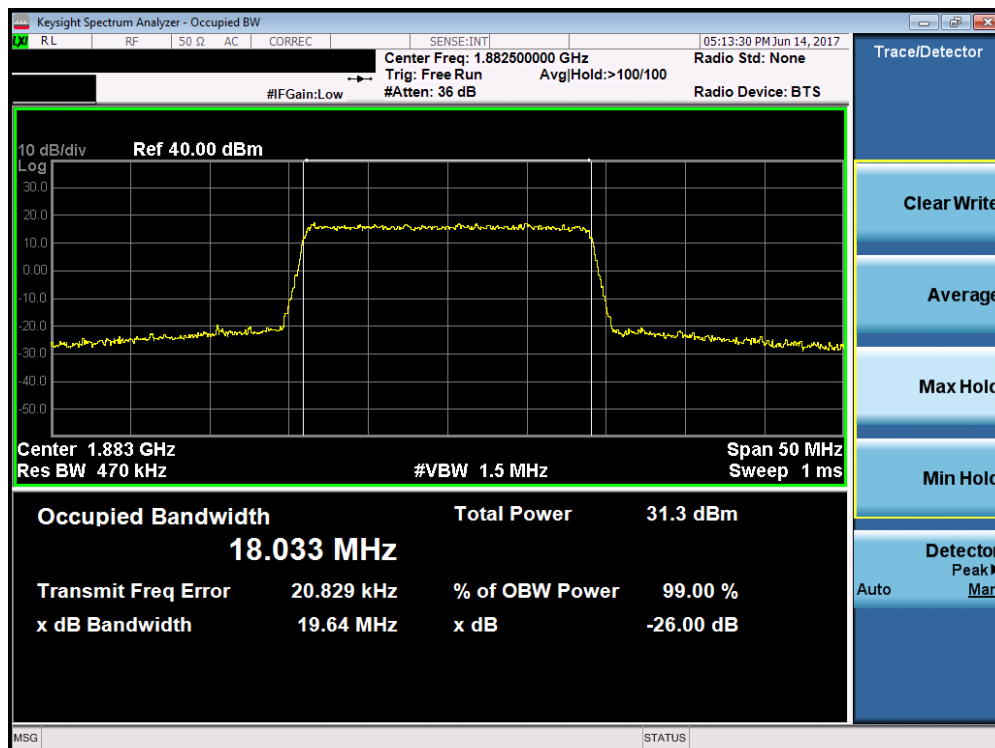 Keysight Spectrum Analyzer - Occupied BW
LXI RL RF 50 Ω AC CORREC SENSE:INT 05:13:30 PM Jun 14, 2017
Center Freq: 1.882500000 GHz Radio Std: None
Trig: Free Run Avg|Hold:>100/100
#IFGain:Low #Atten: 36 dB Radio Device: BTS
10 dB/div Ref 40.00 dBm
Log
30.0
20.0
10.0
0.00
-10.0
-20.0
-30.0
-40.0
-50.0
Center 1.883 GHz Span 50 MHz
Res BW 470 kHz #VBW 1.5 MHz Sweep 1 ms
Occupied Bandwidth Total Power 31.3 dBm
18.033 MHz
Transmit Freq Error 20.829 kHz % of OBW Power 99.00 %
x dB Bandwidth 19.64 MHz x dB -26.00 dB
MSG STATUS
Trace/Detector
Clear Write
Average
Max Hold
Min Hold
Detector
Peak
Auto Man